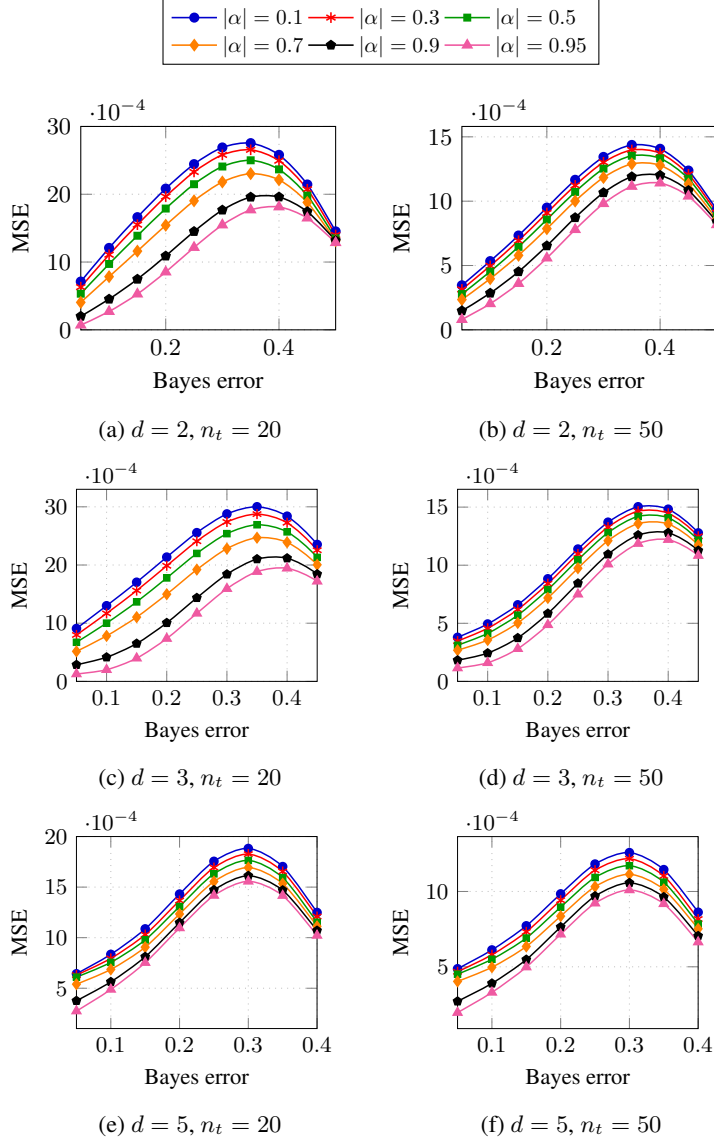 |α| = 0.1 |α| = 0.3 |α| = 0.5
|α| = 0.7 |α| = 0.9 |α| = 0.95
·10⁻⁴
30
20
10
0
0.2 0.4
MSE
Bayes error
(a) d = 2, nₜ = 20
·10⁻⁴
15
10
5
0
0.2 0.4
MSE
Bayes error
(b) d = 2, nₜ = 50
·10⁻⁴
30
20
10
0
0.1 0.2 0.3 0.4
MSE
Bayes error
(c) d = 3, nₜ = 20
·10⁻⁴
15
10
5
0
0.1 0.2 0.3 0.4
MSE
Bayes error
(d) d = 3, nₜ = 50
·10⁻⁴
20
15
10
5
0.1 0.2 0.3 0.4
MSE
Bayes error
(e) d = 5, nₜ = 20
·10⁻⁴
10
5
0.1 0.2 0.3 0.4
MSE
Bayes error
(f) d = 5, nₜ = 50